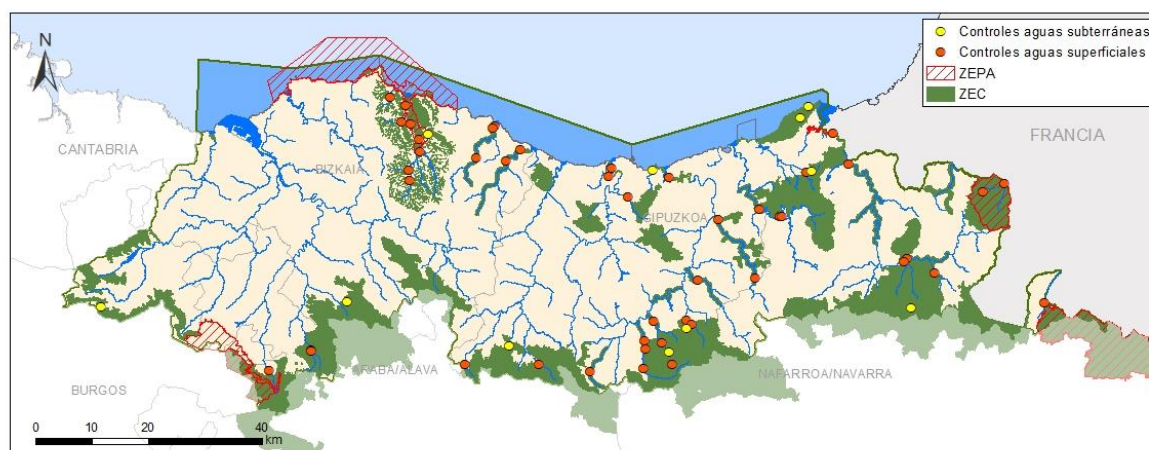 N
Controles aguas subterráneas
Controles aguas superficiales
ZEPA
ZEC
CANTABRIA
FRANCIA
BIZKAIA
GIPUZKOA
ARABA/ALAVA
NAFARROA/NAVARRA
BURGOS
0 10 20 40
km